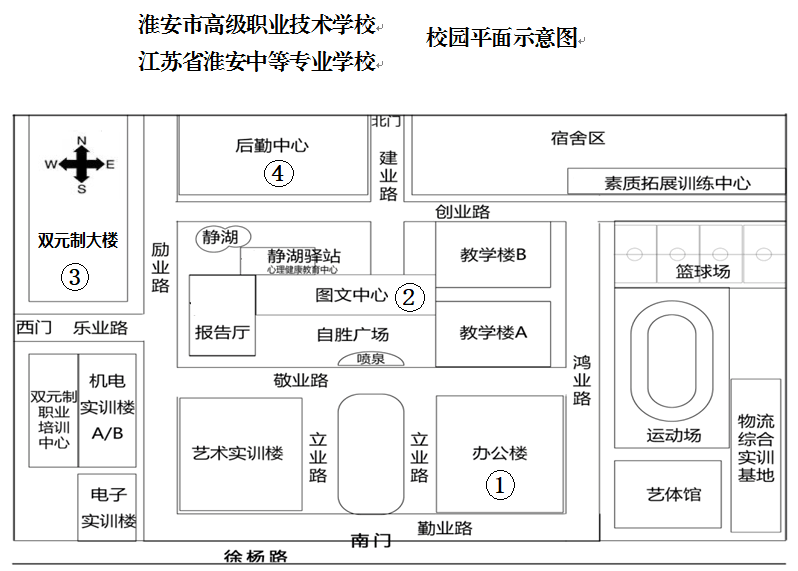 淮安市高级职业技术学校
江苏省淮安中等专业学校
校园平面示意图
北门
后勤中心
④
建业路
宿舍区
素质拓展训练中心
N
W
E
S
双元制大楼
③
励业路
创业路
静湖
静湖驿站
心理健康教育中心
教学楼B
篮球场
图文中心
②
西门
乐业路
报告厅
自胜广场
喷泉
教学楼A
敬业路
鸿业路
运动场
双元制
职业
培训
中心
机电
实训楼
A/B
物流
综合
实训
基地
艺术实训楼
立业路
立业路
办公楼
①
电子
实训楼
艺体馆
勤业路
南门
徐杨路